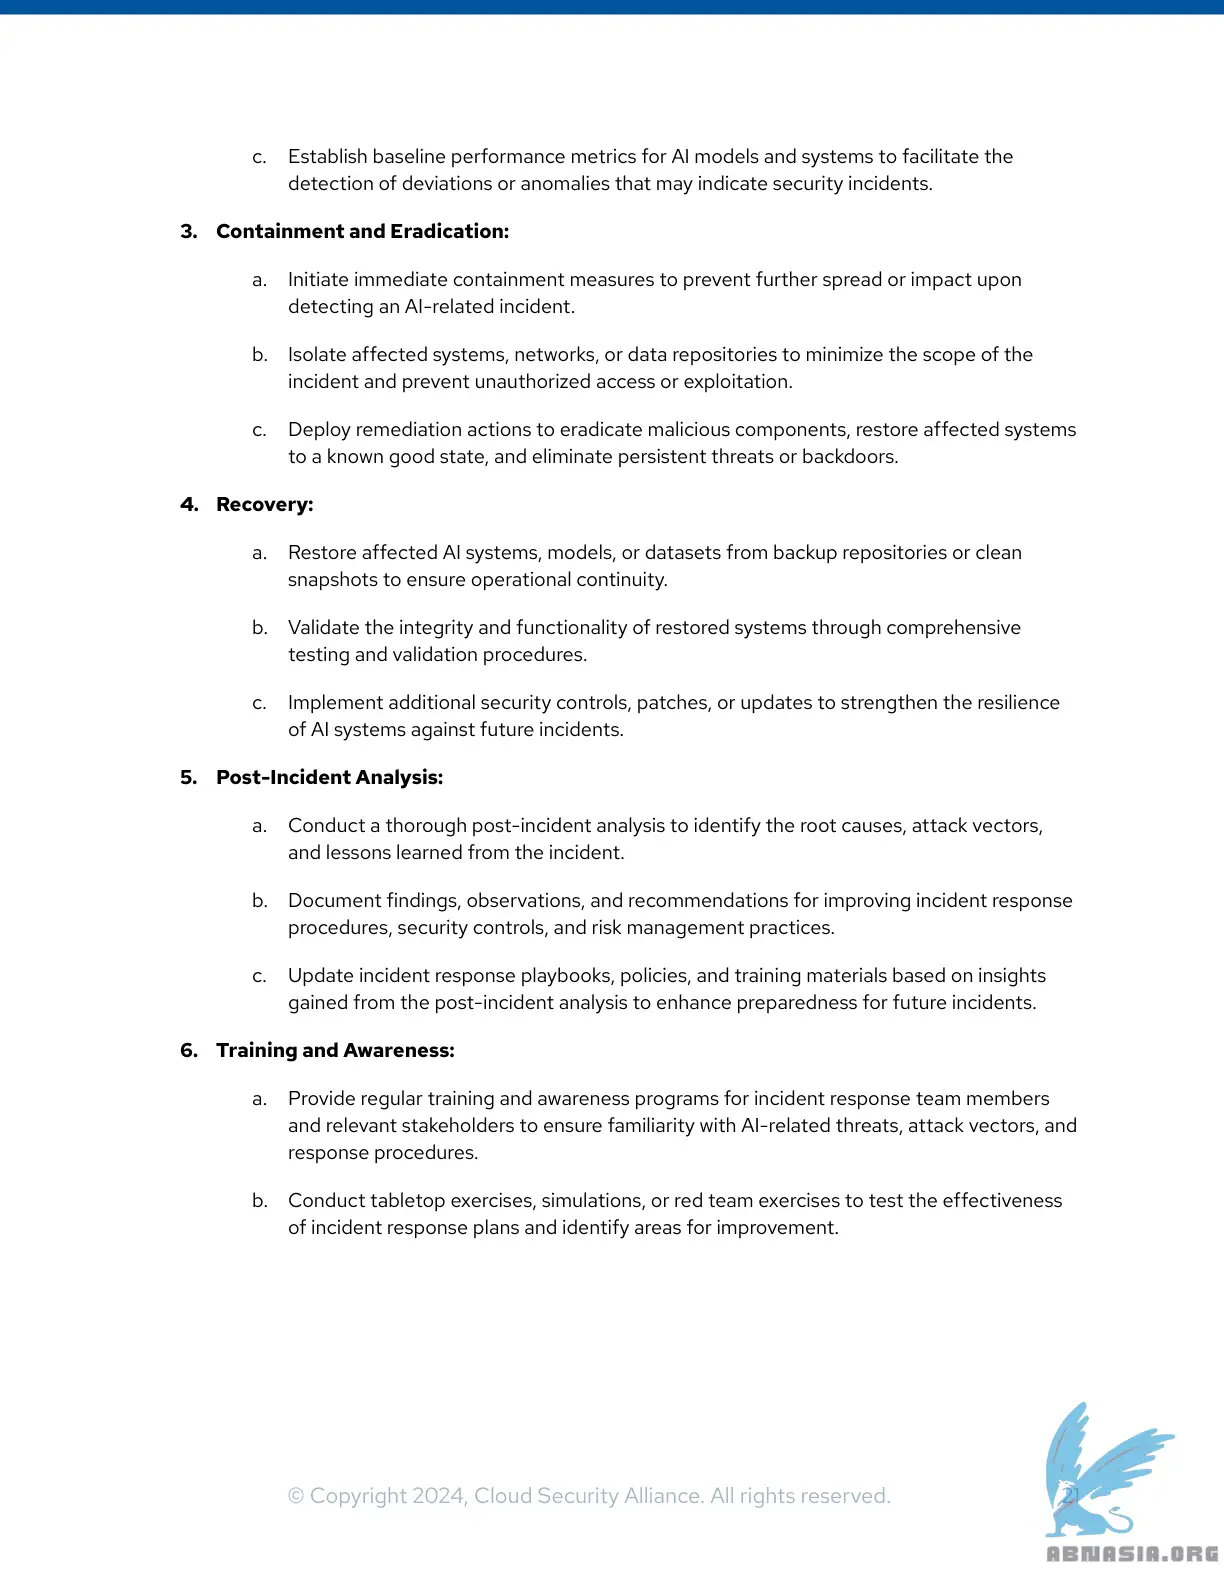 c. Establish baseline performance metrics for AI models and systems to facilitate the
detection of deviations or anomalies that may indicate security incidents.
3. Containment and Eradication:
a. Initiate immediate containment measures to prevent further spread or impact upon
detecting an AI-related incident.
b. Isolate affected systems, networks, or data repositories to minimize the scope of the
incident and prevent unauthorized access or exploitation.
c. Deploy remediation actions to eradicate malicious components, restore affected systems
to a known good state, and eliminate persistent threats or backdoors.
4. Recovery:
a. Restore affected AI systems, models, or datasets from backup repositories or clean
snapshots to ensure operational continuity.
b. Validate the integrity and functionality of restored systems through comprehensive
testing and validation procedures.
c. Implement additional security controls, patches, or updates to strengthen the resilience
of AI systems against future incidents.
5. Post-Incident Analysis:
a. Conduct a thorough post-incident analysis to identify the root causes, attack vectors,
and lessons learned from the incident.
b. Document findings, observations, and recommendations for improving incident response
procedures, security controls, and risk management practices.
c. Update incident response playbooks, policies, and training materials based on insights
gained from the post-incident analysis to enhance preparedness for future incidents.
6. Training and Awareness:
a. Provide regular training and awareness programs for incident response team members
and relevant stakeholders to ensure familiarity with AI-related threats, attack vectors, and
response procedures.
b. Conduct tabletop exercises, simulations, or red team exercises to test the effectiveness
of incident response plans and identify areas for improvement.
© Copyright 2024, Cloud Security Alliance. All rights reserved.
21
ABNASIA.ORG